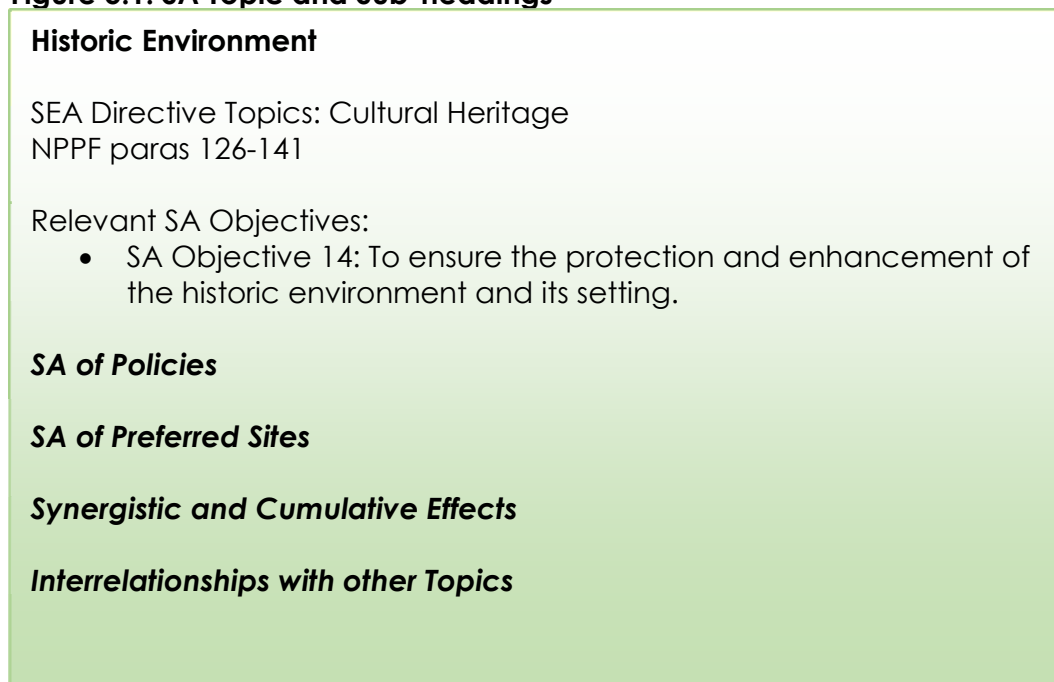 Historic Environment
SEA Directive Topics: Cultural Heritage
NPPF paras 126-141
Relevant SA Objectives:
• SA Objective 14: To ensure the protection and enhancement of
the historic environment and its setting.
SA of Policies
SA of Preferred Sites
Synergistic and Cumulative Effects
Interrelationships with other Topics